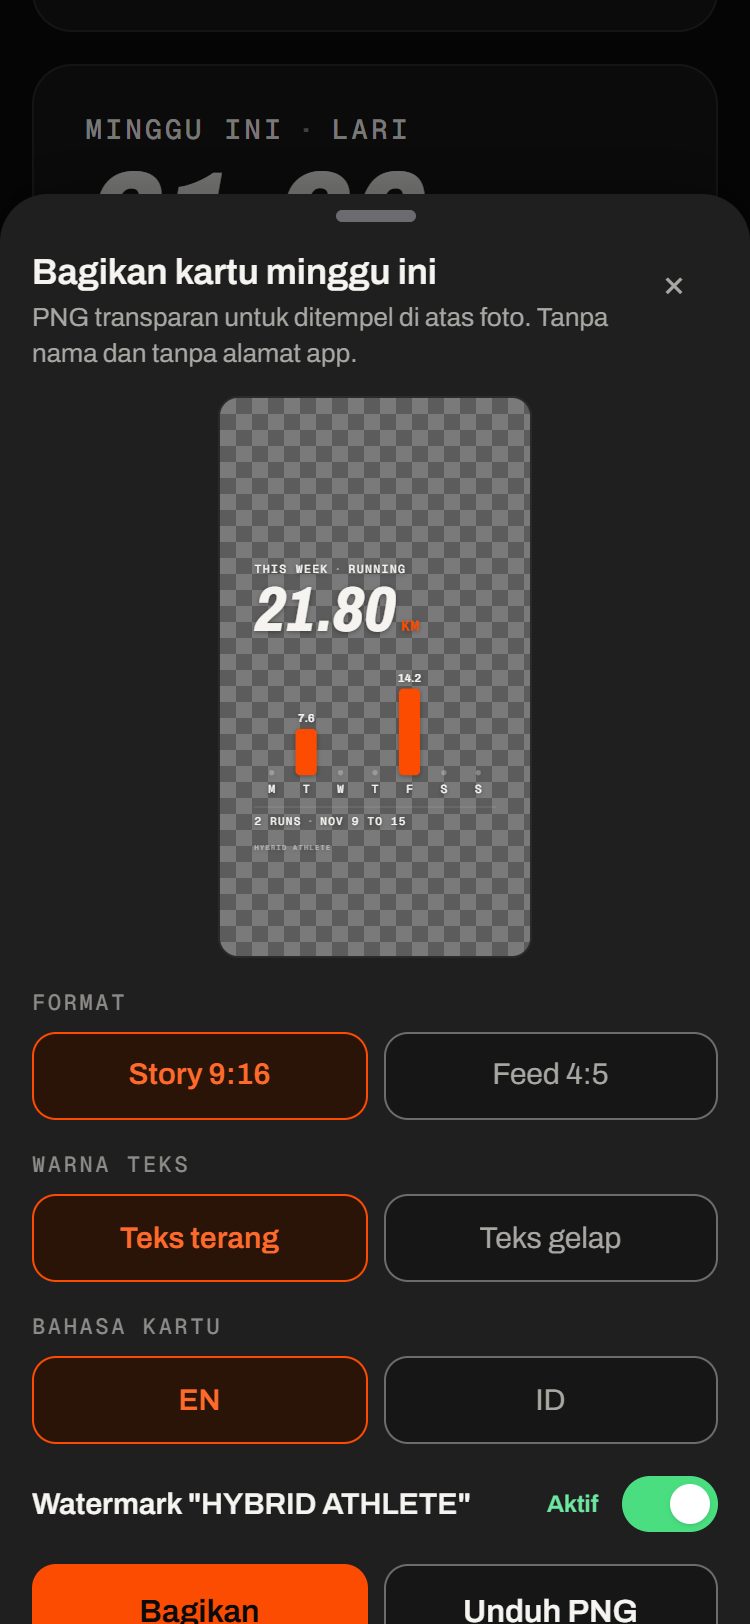 MINGGU INI · LARI
Bagikan kartu minggu ini
×
PNG transparan untuk ditempel di atas foto. Tanpa
nama dan tanpa alamat app.
THIS WEEK · RUNNING
21.80 KM
14.2
7.6
M T W T F S S
2 RUNS · NOV 9 TO 15
HYBRID ATHLETE
FORMAT
Story 9:16 Feed 4:5
WARNA TEKS
Teks terang Teks gelap
BAHASA KARTU
EN ID
Watermark "HYBRID ATHLETE" Aktif
Bagikan Unduh PNG